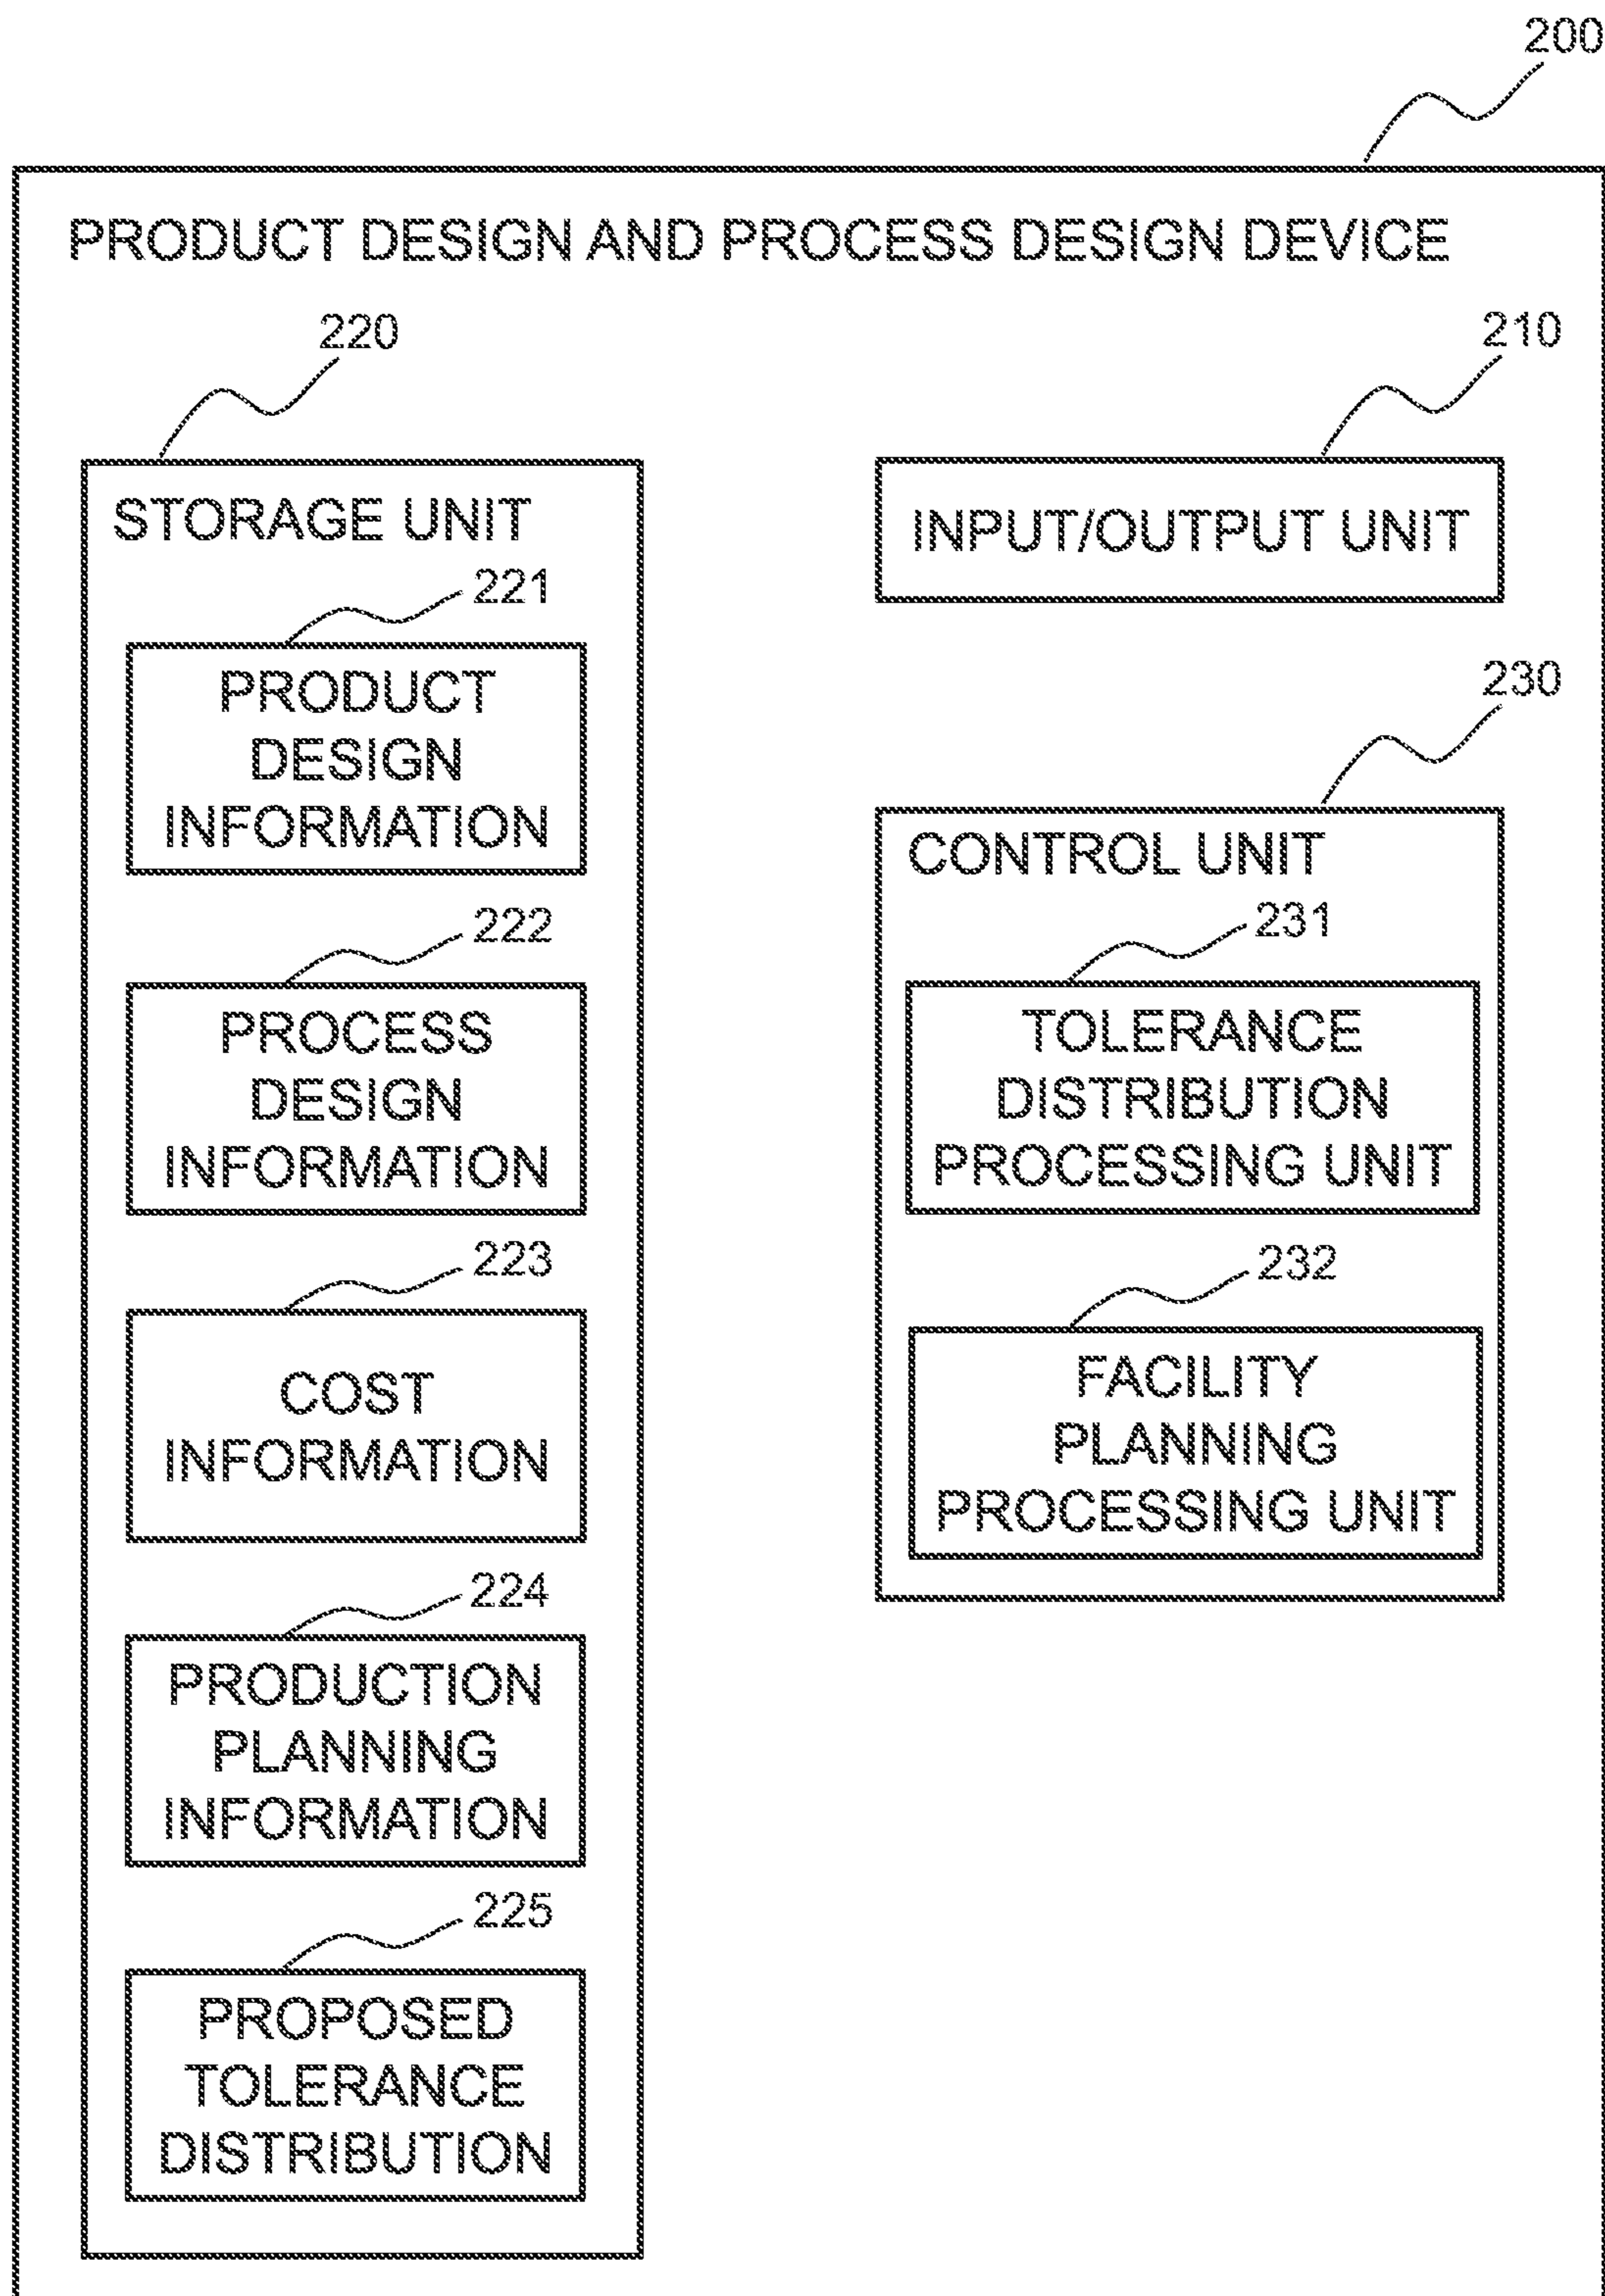 200
PRODUCT DESIGN AND PROCESS DESIGN DEVICE
220
STORAGE UNIT
221
PRODUCT
DESIGN
INFORMATION
222
PROCESS
DESIGN
INFORMATION
223
COST
INFORMATION
224
PRODUCTION
PLANNING
INFORMATION
225
PROPOSED
TOLERANCE
DISTRIBUTION
210
INPUT/OUTPUT UNIT
230
CONTROL UNIT
231
TOLERANCE
DISTRIBUTION
PROCESSING UNIT
232
FACILITY
PLANNING
PROCESSING UNIT